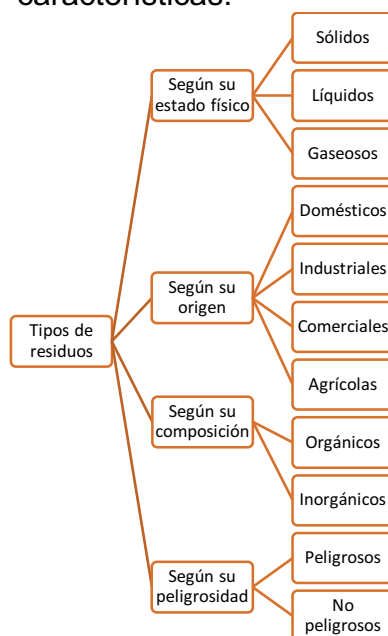 características.
Sólidos
Según su
estado físico
Líquidos
Gaseosos
Domésticos
Según su
origen
Industriales
Tipos de
residuos
Comerciales
Agrícolas
Según su
composición
Orgánicos
Inorgánicos
Peligrosos
Según su
peligrosidad
No
peligrosos